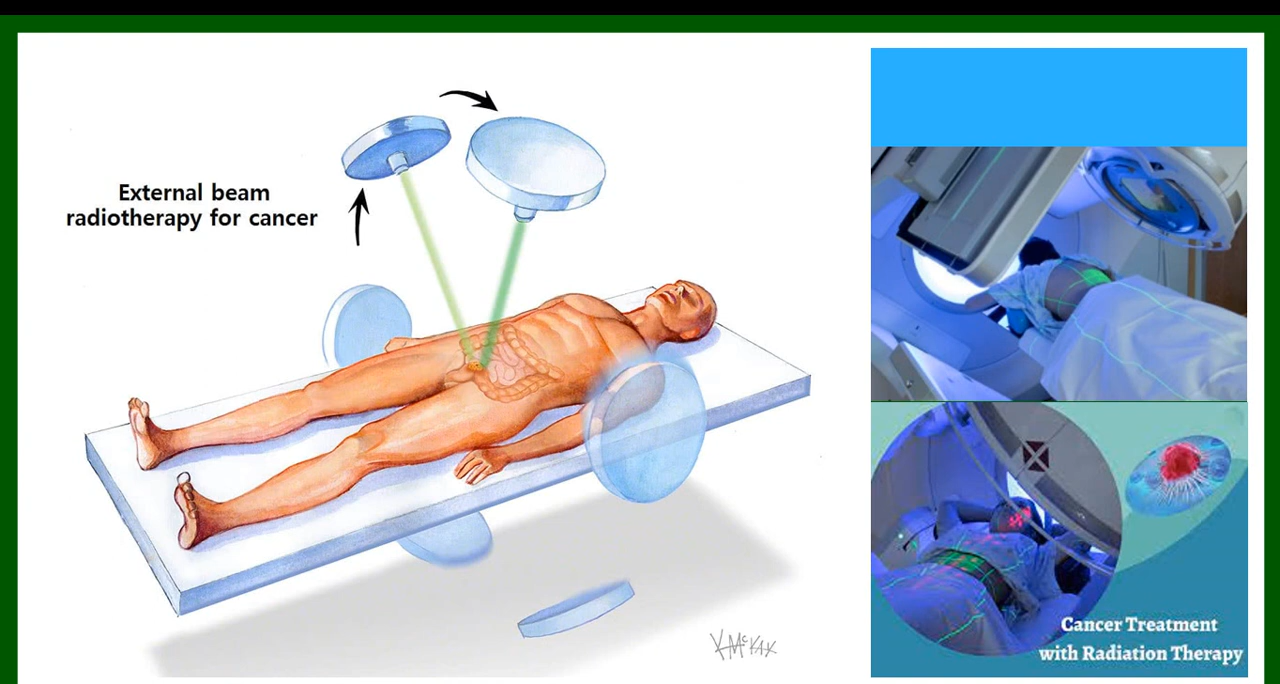 External beam
radiotherapy for cancer
Cancer Treatment
with Radiation Therapy